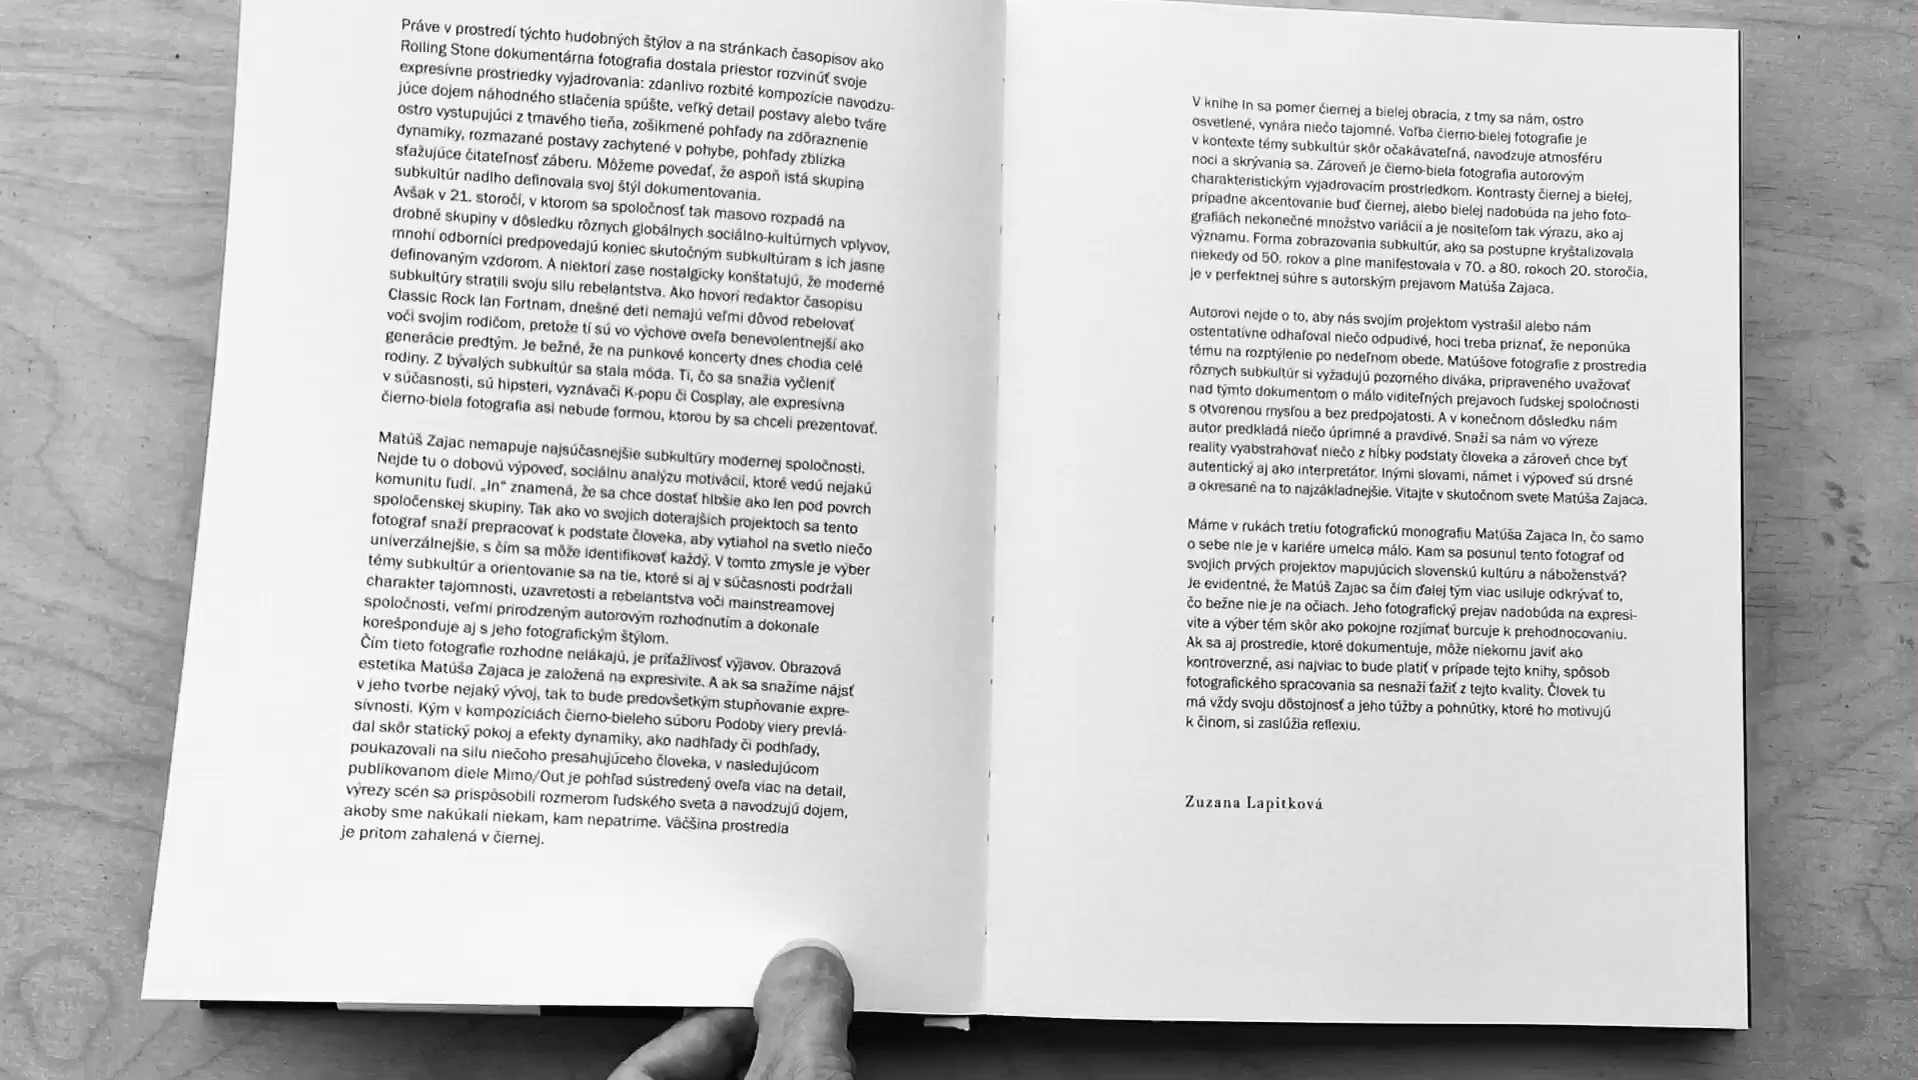 Práve v prostredí týchto hudobných štýlov a na stránkach časopisov ako
Rolling Stone dokumentárna fotografia dostala priestor rozvinúť svoje
expresívne prostriedky vyjadrovania: zdanlivo rozbité kompozície navodzu-
júce dojem náhodného stlačenia spúšte, veľký detail postavy alebo tváre
ostro vystupujúci z tmavého tieňa, zošikmené pohľady na zdôraznenie
dynamiky, rozmazané postavy zachytené v pohybe, pohľady zblízka
sťažujúce čitateľnosť záberu. Môžeme povedať, že aspoň istá skupina
subkultúr nadlho definovala svoj štýl dokumentovania.
Avšak v 21. storočí, v ktorom sa spoločnosť tak masovo rozpadá na
drobné skupiny v dôsledku rôznych globálnych sociálno-kultúrnych vplyvov,
mnohí odborníci predpovedajú koniec skutočným subkultúram s ich jasne
definovaným vzdorom. A niektorí zase nostalgicky konštatujú, že moderné
subkultúry stratili svoju silu rebelantstva. Ako hovorí redaktor časopisu
Classic Rock Ian Fortnam, dnešné deti nemajú veľmi dôvod rebelovať
voči svojim rodičom, pretože tí sú vo výchove oveľa benevolentnejší ako
generácie predtým. Je bežné, že na punkové koncerty dnes chodia celé
rodiny. Z bývalých subkultúr sa stala móda. Tí, čo sa snažia vyčleniť
v súčasnosti, sú hipsteri, vyznávači K-popu či Cosplay, ale expresívna
čierno-biela fotografia asi nebude formou, ktorou by sa chceli prezentovať.
Matúš Zajac nemapuje najsúčasnejšie subkultúry modernej spoločnosti.
Nejde tu o dobovú výpoveď, sociálnu analýzu motivácií, ktoré vedú nejakú
komunitu ľudí. „In“ znamená, že sa chce dostať hlbšie ako len pod povrch
spoločenskej skupiny. Tak ako vo svojich doterajších projektoch sa tento
fotograf snaží prepracovať k podstate človeka, aby vytiahol na svetlo niečo
univerzálnejšie, s čím sa môže identifikovať každý. V tomto zmysle je výber
témy subkultúr a orientovanie sa na tie, ktoré si aj v súčasnosti podržali
charakter tajomnosti, uzavretosti a rebelantstva voči mainstreamovej
spoločnosti, veľmi prirodzeným autorovým rozhodnutím a dokonale
korešponduje aj s jeho fotografickým štýlom.
Čím tieto fotografie rozhodne nelákajú, je príťažlivosť výjavov. Obrazová
estetika Matúša Zajaca je založená na expresivite. A ak sa snažíme nájsť
v jeho tvorbe nejaký vývoj, tak to bude predovšetkým stupňovanie expre-
sívnosti. Kým v kompozíciách čierno-bieleho súboru Podoby viery prevlá-
dal skôr statický pokoj a efekty dynamiky, ako nadhľady či podhľady,
poukazovali na silu niečoho presahujúceho človeka, v nasledujúcom
publikovanom diele Mimo/Out je pohľad sústredený oveľa viac na detail,
výrezy scén sa prispôsobili rozmerom ľudského sveta a navodzujú dojem,
akoby sme nakúkali niekam, kam nepatríme. Väčšina prostredia
je pritom zahalená v čiernej.
V knihe In sa pomer čiernej a bielej obracia, z tmy sa nám, ostro
osvetlené, vynára niečo tajomné. Voľba čierno-bielej fotografie je
v kontexte témy subkultúr skôr očakávateľná, navodzuje atmosféru
noci a skrývania sa. Zároveň je čierno-biela fotografia autorovým
charakteristickým vyjadrovacím prostriedkom. Kontrasty čiernej a bielej,
prípadne akcentovanie buď čiernej, alebo bielej nadobúda na jeho foto-
grafiách nekonečné množstvo variácií a je nositeľom tak výrazu, ako aj
významu. Forma zobrazovania subkultúr, ako sa postupne kryštalizovala
niekedy od 50. rokov a plne manifestovala v 70. a 80. rokoch 20. storočia,
je v perfektnej súhre s autorským prejavom Matúša Zajaca.
Autorovi nejde o to, aby nás svojím projektom vystrašil alebo nám
ostentatívne odhaľoval niečo odpudivé, hoci treba priznať, že neponúka
tému na rozptýlenie po nedeľnom obede. Matúšove fotografie z prostredia
rôznych subkultúr si vyžadujú pozorného diváka, pripraveného uvažovať
nad týmto dokumentom o málo viditeľných prejavoch ľudskej spoločnosti
s otvorenou mysľou a bez predpojatosti. A v konečnom dôsledku nám
autor predkladá niečo úprimné a pravdivé. Snaží sa nám vo výreze
reality vyabstrahovať niečo z hĺbky podstaty človeka a zároveň chce byť
autentický aj ako interpretátor. Inými slovami, námet i výpoveď sú drsné
a okresané na to najzákladnejšie. Vitajte v skutočnom svete Matúša Zajaca.
Máme v rukách tretiu fotografickú monografiu Matúša Zajaca In, čo samo
o sebe nie je v kariére umelca málo. Kam sa posunul tento fotograf od
svojich prvých projektov mapujúcich slovenskú kultúru a náboženstvá?
Je evidentné, že Matúš Zajac sa čím ďalej tým viac usiluje odkrývať to,
čo bežne nie je na očiach. Jeho fotografický prejav nadobúda na expresi-
vite a výber tém skôr ako pokojne rozjímať burcuje k prehodnocovaniu.
Ak sa aj prostredie, ktoré dokumentuje, môže niekomu javiť ako
kontroverzné, asi najviac to bude platiť v prípade tejto knihy, spôsob
fotografického spracovania sa nesnaží ťažiť z tejto kvality. Človek tu
má vždy svoju dôstojnosť a jeho túžby a pohnútky, ktoré ho motivujú
k činom, si zaslúžia reflexiu.
Zuzana Lapitková